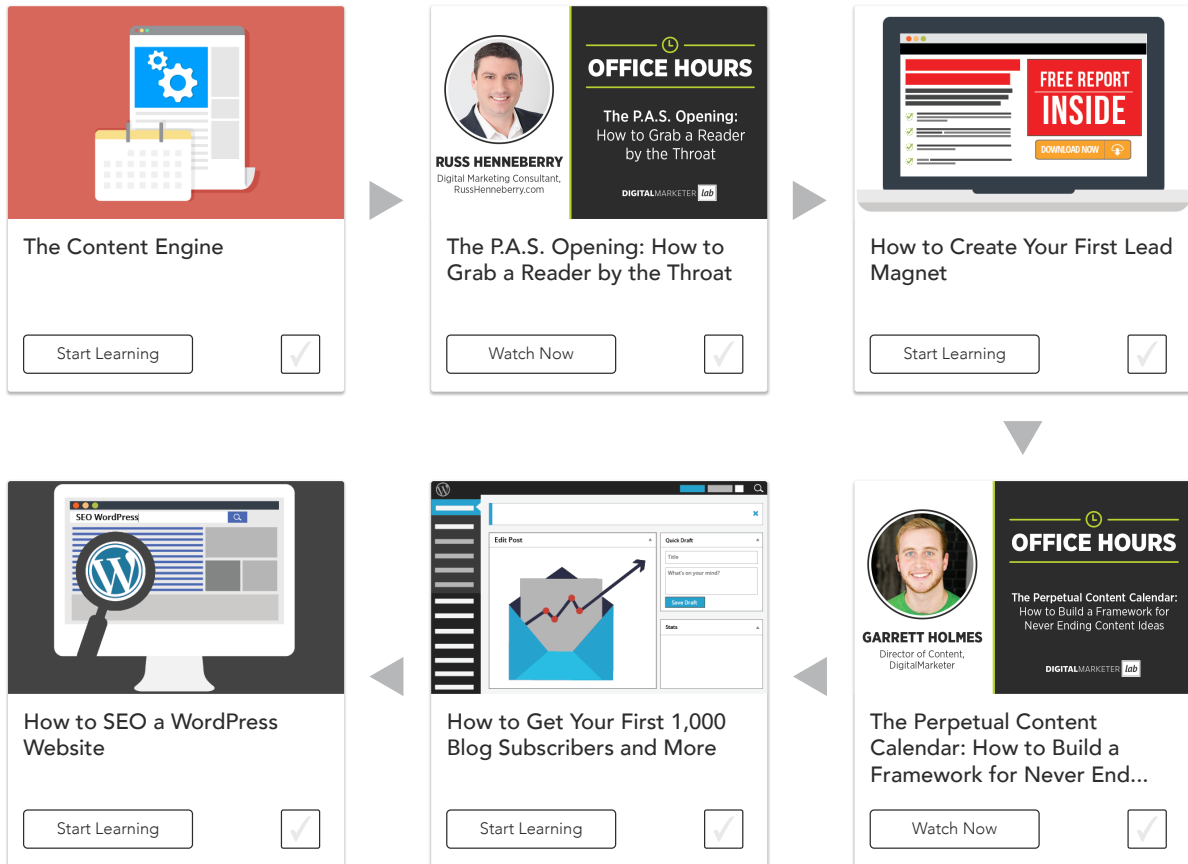 The Content Engine
Start Learning
RUSS HENNEBERRY
Digital Marketing Consultant,
RussHenneberry.com
OFFICE HOURS
The P.A.S. Opening:
How to Grab a Reader
by the Throat
DIGITALMARKETER lab
The P.A.S. Opening: How to
Grab a Reader by the Throat
Watch Now
FREE REPORT
INSIDE
DOWNLOAD NOW
How to Create Your First Lead
Magnet
Start Learning
GARRETT HOLMES
Director of Content,
DigitalMarketer
OFFICE HOURS
The Perpetual Content Calendar:
How to Build a Framework for
Never Ending Content Ideas
DIGITALMARKETER lab
The Perpetual Content
Calendar: How to Build a
Framework for Never End...
Watch Now
Edit Post
Quick Draft
Title
What's on your mind?
Save Draft
Stats
How to Get Your First 1,000
Blog Subscribers and More
Start Learning
SEO WordPress
How to SEO a WordPress
Website
Start Learning